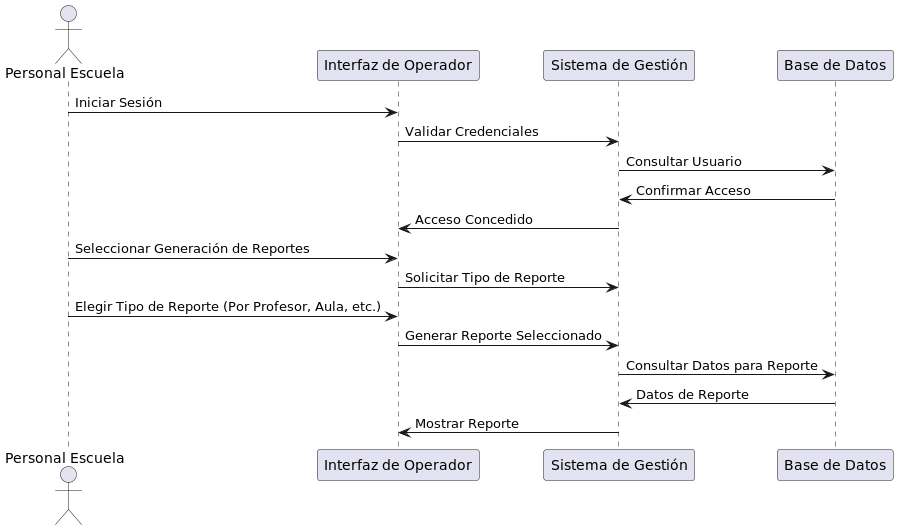 Personal Escuela
Interfaz de Operador
Sistema de Gestión
Base de Datos
Iniciar Sesión
Validar Credenciales
Consultar Usuario
Confirmar Acceso
Acceso Concedido
Seleccionar Generación de Reportes
Solicitar Tipo de Reporte
Elegir Tipo de Reporte (Por Profesor, Aula, etc.)
Generar Reporte Seleccionado
Consultar Datos para Reporte
Datos de Reporte
Mostrar Reporte
Personal Escuela
Interfaz de Operador
Sistema de Gestión
Base de Datos